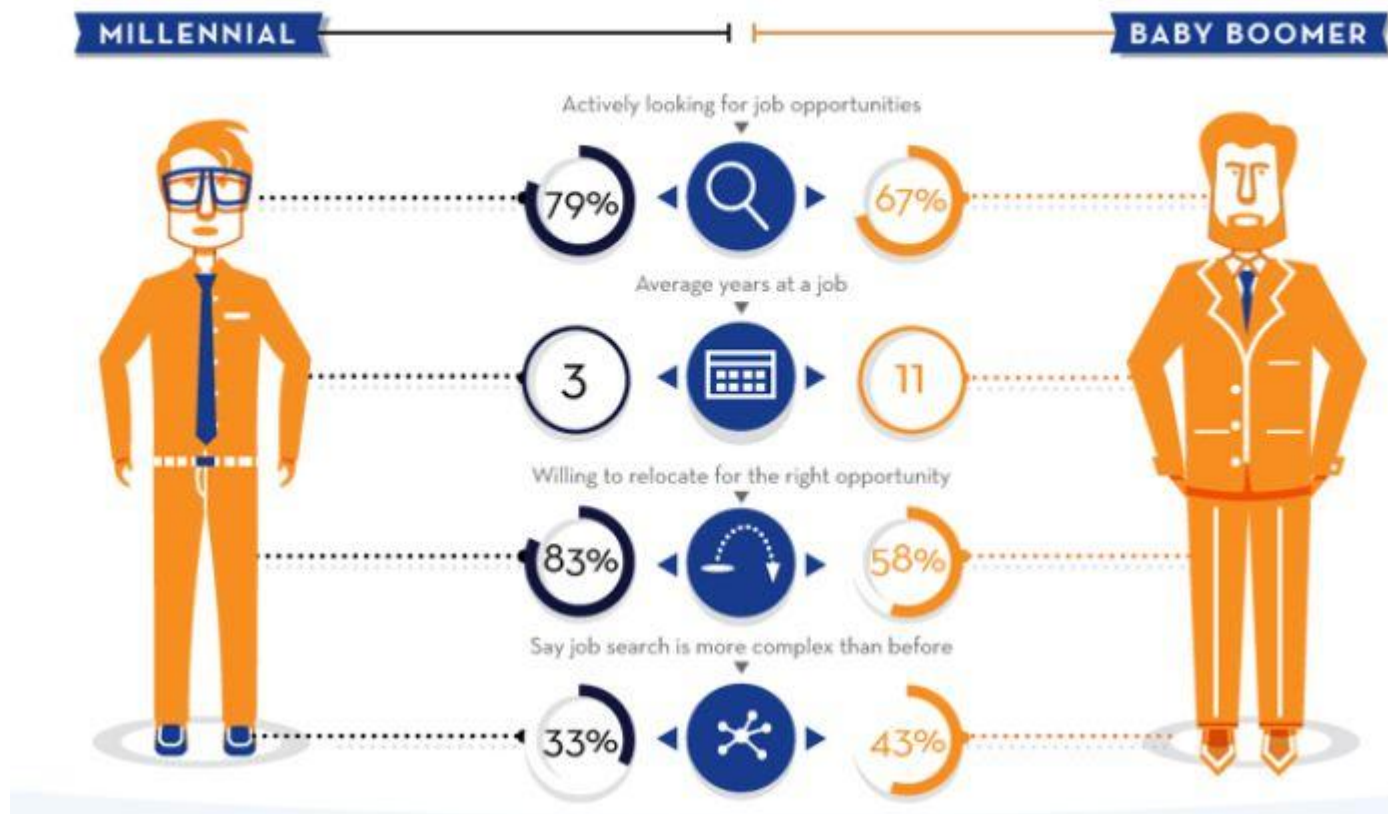 MILLENNIAL
BABY BOOMER
Actively looking for job opportunities
79%
67%
Average years at a job
3
11
Willing to relocate for the right opportunity
83%
58%
Say job search is more complex than before
33%
43%